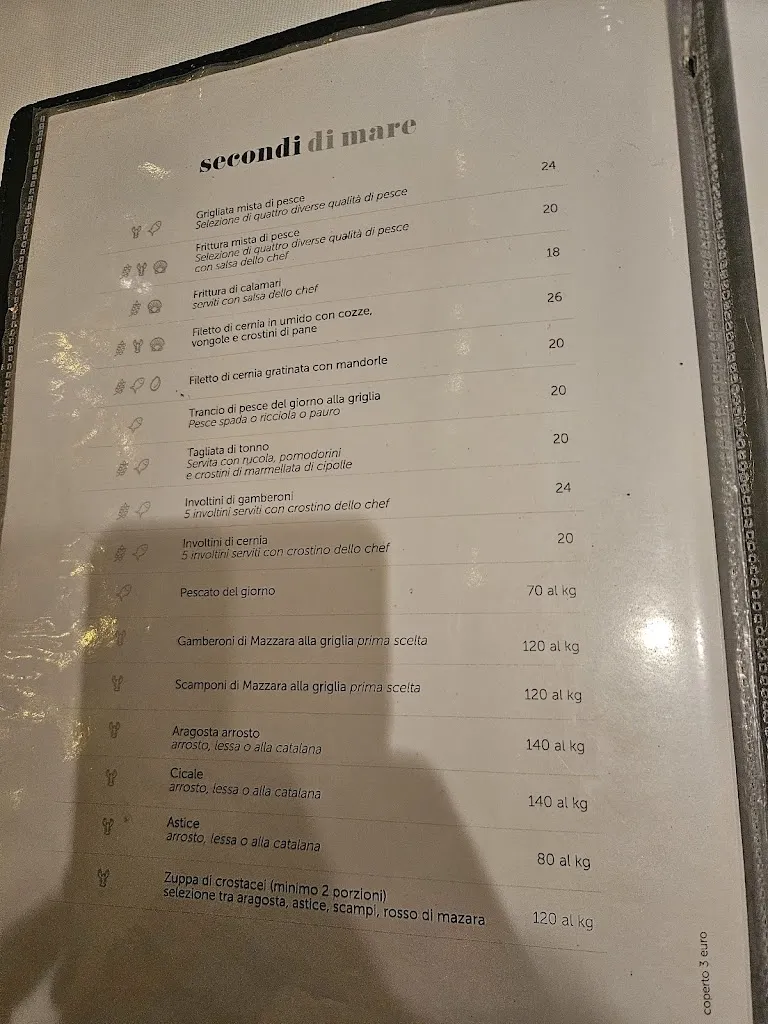 secondi di mare
Grigliata mista di pesce 24
Selezione di quattro diverse qualità di pesce
Frittura mista di pesce 20
Selezione di quattro diverse qualità di pesce
con salsa dello chef
Frittura di calamari 18
serviti con salsa dello chef
Filetto di cernia in umido con cozze, 26
vongole e crostini di pane
Filetto di cernia gratinata con mandorle 20
Trancio di pesce del giorno alla griglia 20
Pesce spada o ricciola o pauro
Tagliata di tonno 20
Servita con rucola, pomodorini
e crostini di marmellata di cipolle
Involtini di gamberoni 24
5 involtini serviti con crostino dello chef
Involtini di cernia 20
5 involtini serviti con crostino dello chef
Pescato del giorno 70 al kg
Gamberoni di Mazzara alla griglia prima scelta 120 al kg
Scamponi di Mazzara alla griglia prima scelta 120 al kg
Aragosta arrosto 140 al kg
arrosto, lessa o alla catalana
Cicale 140 al kg
arrosto, lessa o alla catalana
Astice 80 al kg
arrosto, lessa o alla catalana
Zuppa di crostacei (minimo 2 porzioni) 120 al kg
selezione tra aragosta, astice, scampi, rosso di mazara
coperto 3 euro